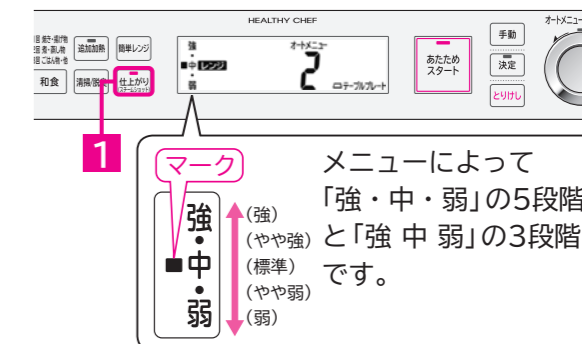 HEALTHY CHEF
オートメニュー
追加加熱
簡単レンジ
和食
清掃/脱臭
仕上がり
(スチームショット)
強
・
中 レンジ
・
弱
オートメニュー
2
テーブルプレート
あたため
スタート
手動
決定
とりけし
1
マーク
強
・
中
・
弱
(強)
(やや強)
(標準)
(やや弱)
(弱)
メニューによって
「強・中・弱」の5段階
と「強 中 弱」の3段階
です。